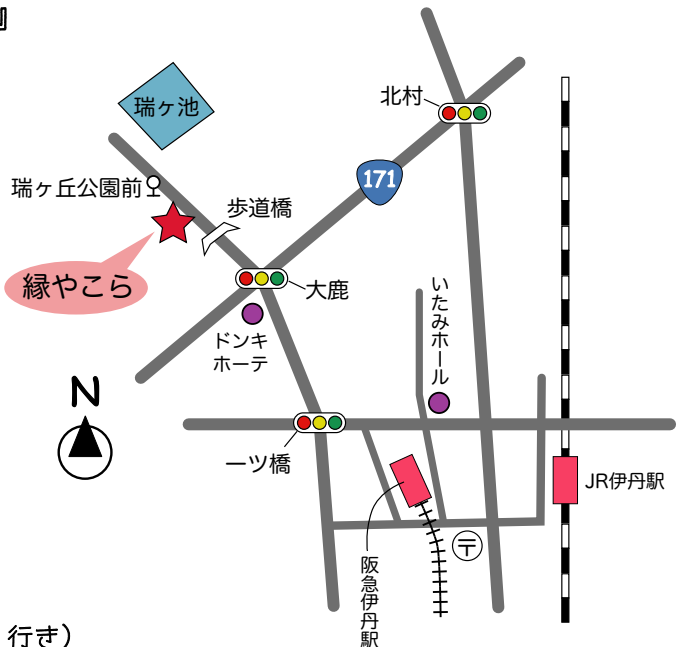 北村
瑞ヶ池
171
瑞ヶ丘公園前
歩道橋
縁やこら
大鹿
いたみホール
ドンキ
ホーテ
N
一ツ橋
JR伊丹駅
〒
阪急伊丹駅
行き）